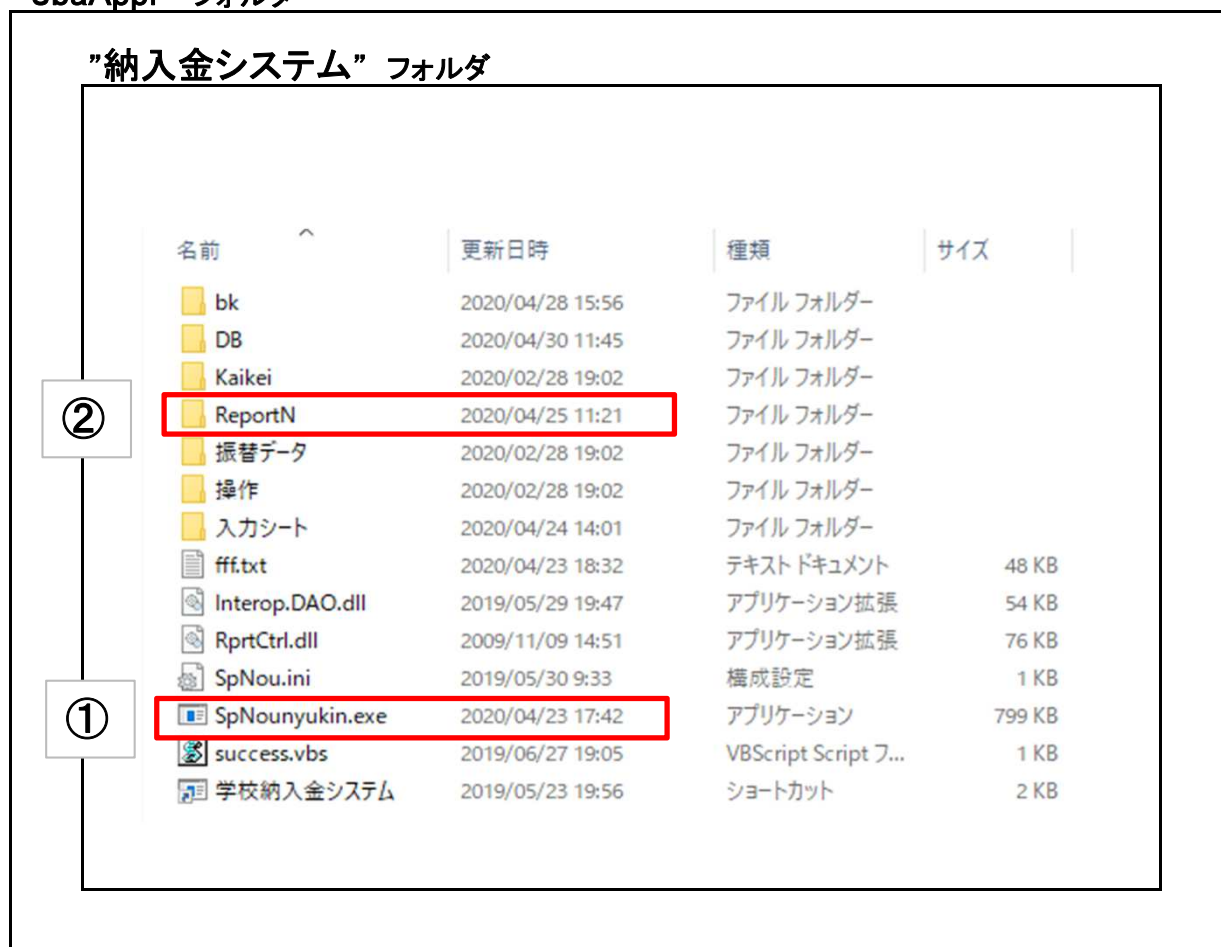 ”納入金システム” フォルダ
名前 更新日時 種類 サイズ
bk 2020/04/28 15:56 ファイル フォルダー
DB 2020/04/30 11:45 ファイル フォルダー
Kaikei 2020/02/28 19:02 ファイル フォルダー
② ReportN 2020/04/25 11:21 ファイル フォルダー
振替データ 2020/02/28 19:02 ファイル フォルダー
操作 2020/02/28 19:02 ファイル フォルダー
入力シート 2020/04/24 14:01 ファイル フォルダー
fff.txt 2020/04/23 18:32 テキスト ドキュメント 48 KB
Interop.DAO.dll 2019/05/29 19:47 アプリケーション拡張 54 KB
RprtCtrl.dll 2009/11/09 14:51 アプリケーション拡張 76 KB
SpNou.ini 2019/05/30 9:33 構成設定 1 KB
① SpNounyukin.exe 2020/04/23 17:42 アプリケーション 799 KB
success.vbs 2019/06/27 19:05 VBScript Script フ... 1 KB
学校納入金システム 2019/05/23 19:56 ショートカット 2 KB